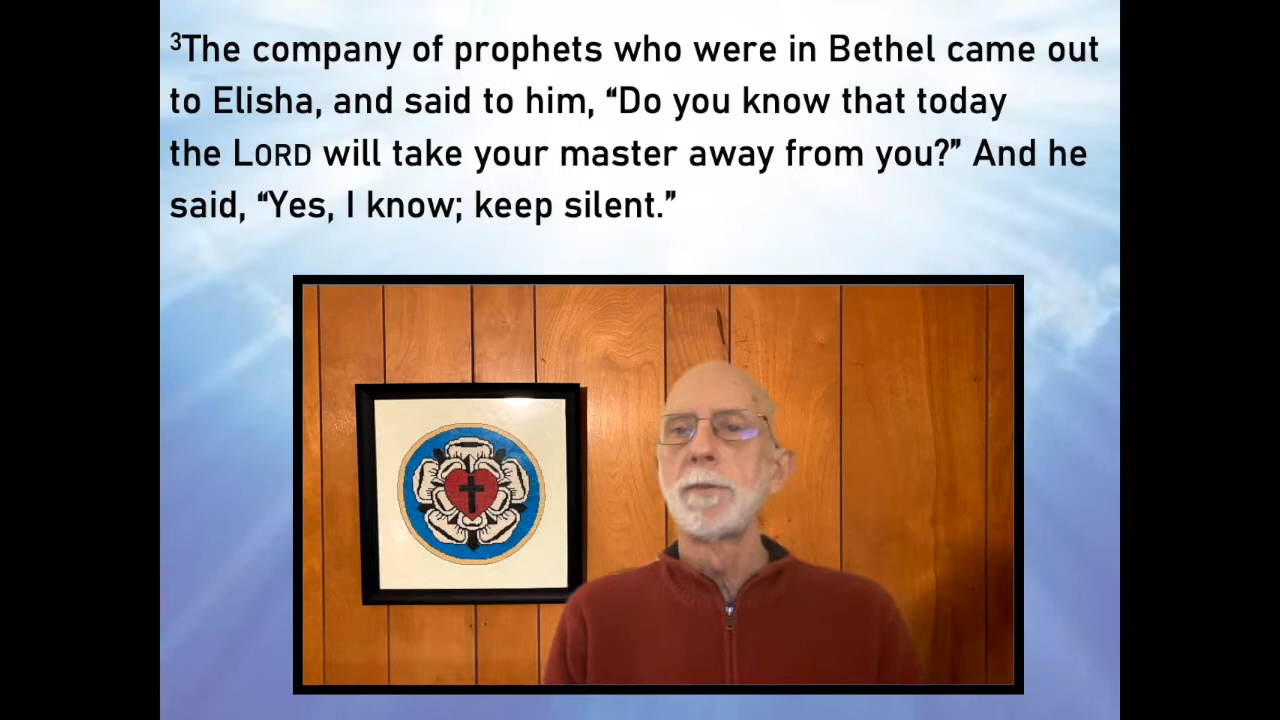 ³The company of prophets who were in Bethel came out
to Elisha, and said to him, “Do you know that today
the LORD will take your master away from you?” And he
said, “Yes, I know; keep silent.”